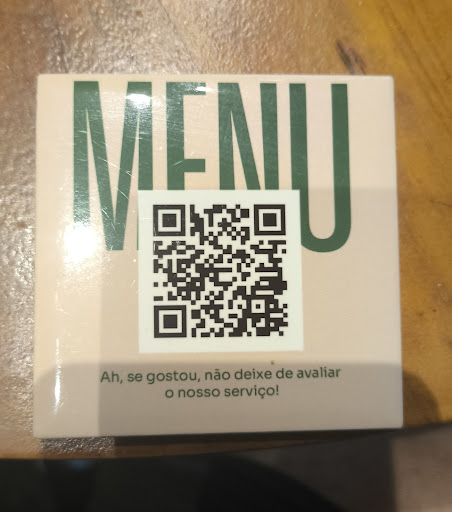 MENU
Ah, se gostou, não deixe de avaliar
o nosso serviço!